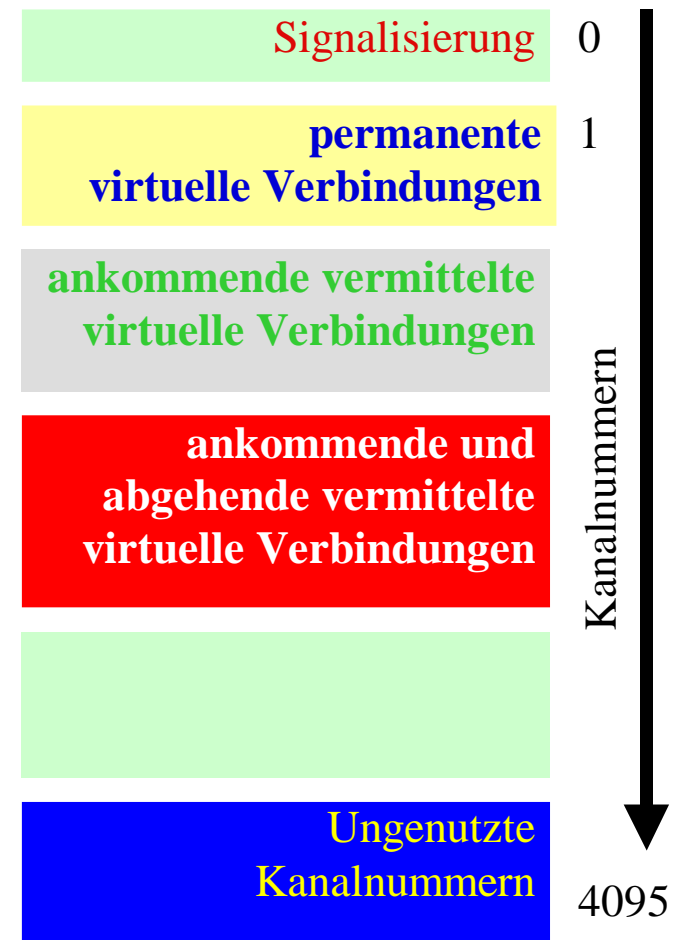 Signalisierung 0
permanente 1
virtuelle Verbindungen
ankommende vermittelte
virtuelle Verbindungen
ankommende und
abgehende vermittelte
virtuelle Verbindungen
Kanalnummern
Ungenutzte
Kanalnummern
4095